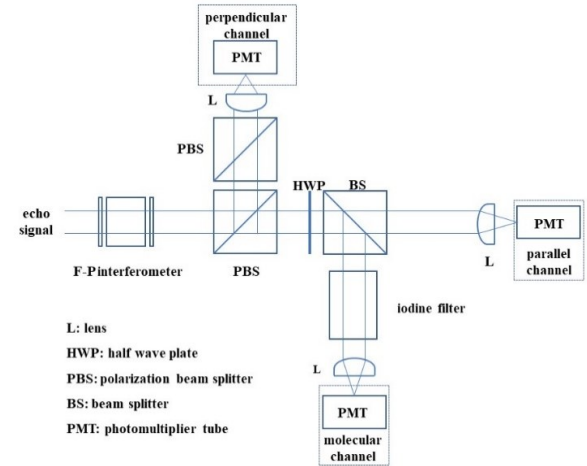 perpendicular
channel
PMT
L
PBS
HWP
BS
echo
signal
F-P interferometer
PBS
L
PMT
parallel
channel
iodine filter
L: lens
HWP: half wave plate
PBS: polarization beam splitter
BS: beam splitter
PMT: photomultiplier tube
L
PMT
molecular
channel